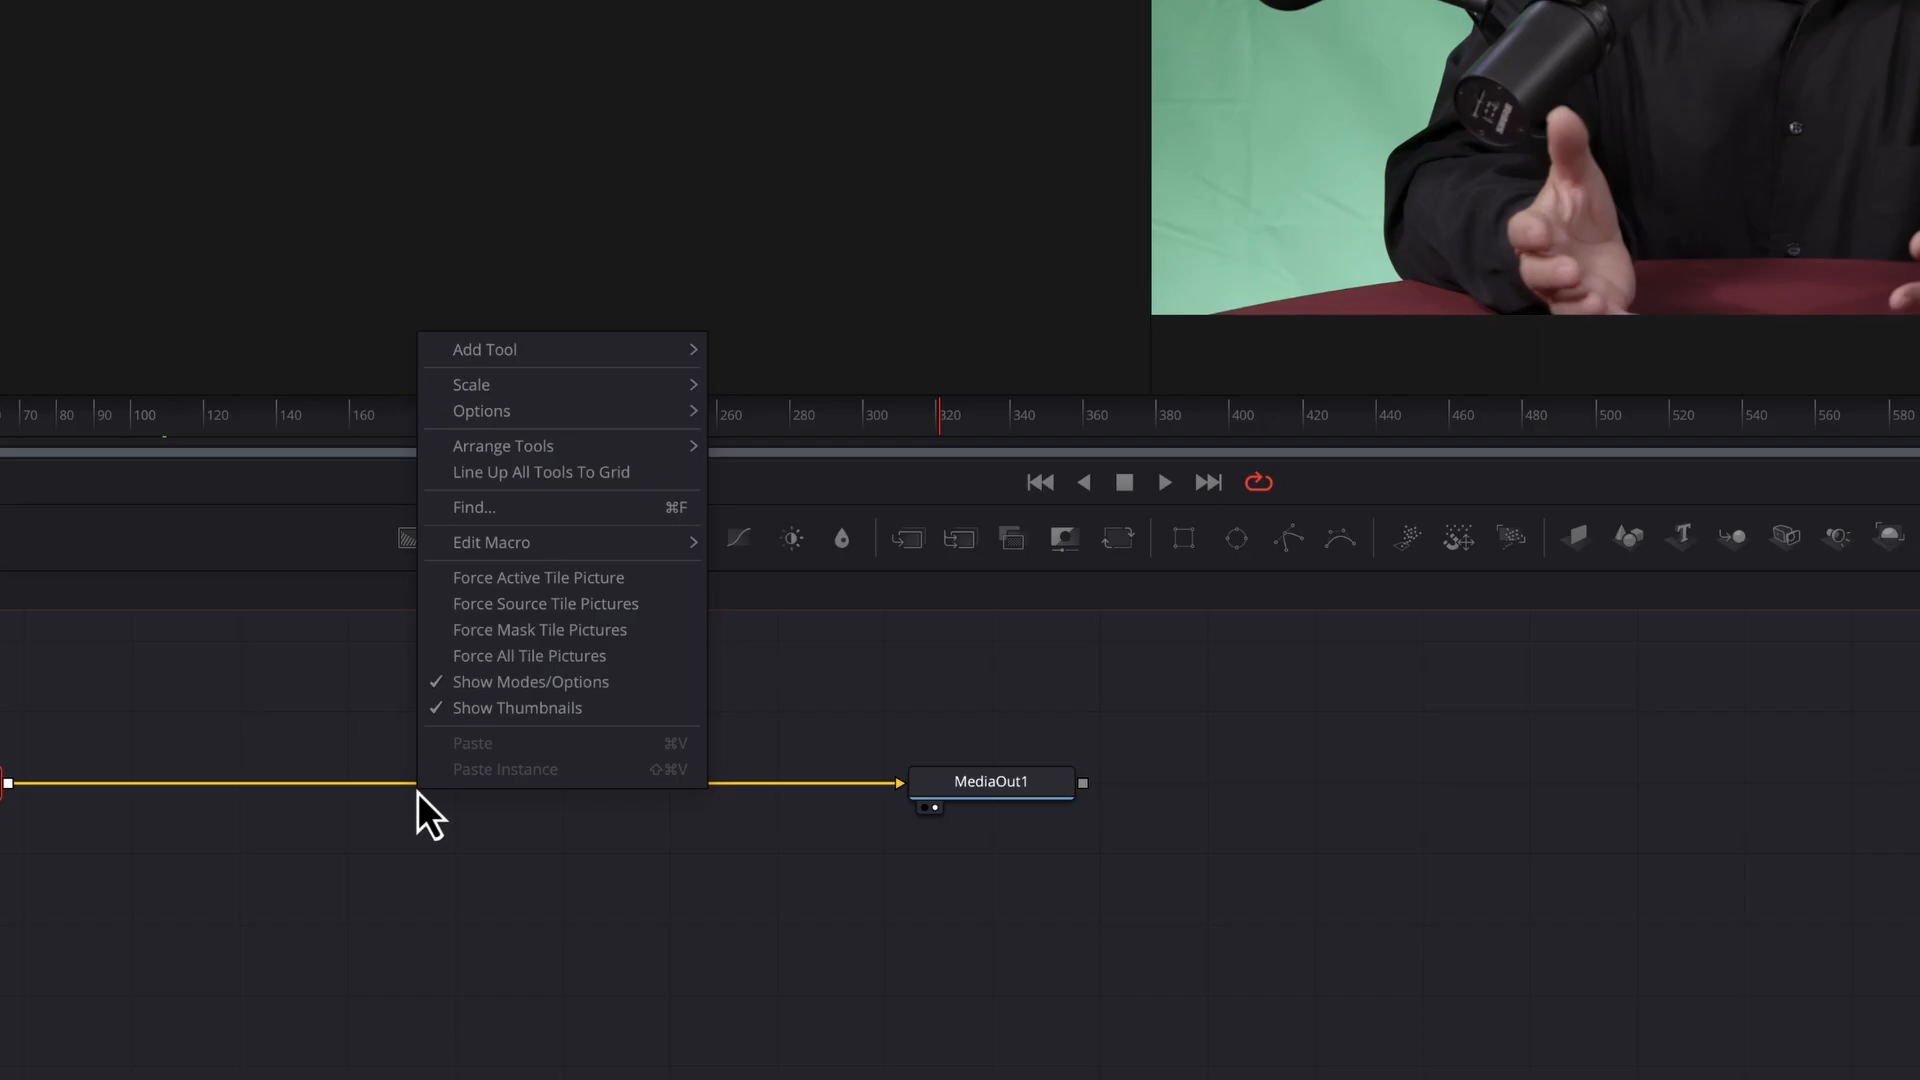 Add Tool
Scale
Options
70 80 90 100 120 140 160 260 280 300 320 340 360 380 400 420 440 460 480 500 520 540 560 580
Arrange Tools
Line Up All Tools To Grid
Find... ⌘F
Edit Macro
Force Active Tile Picture
Force Source Tile Pictures
Force Mask Tile Pictures
Force All Tile Pictures
Show Modes/Options
Show Thumbnails
Paste ⌘V
Paste Instance ⇧⌘V
MediaOut1